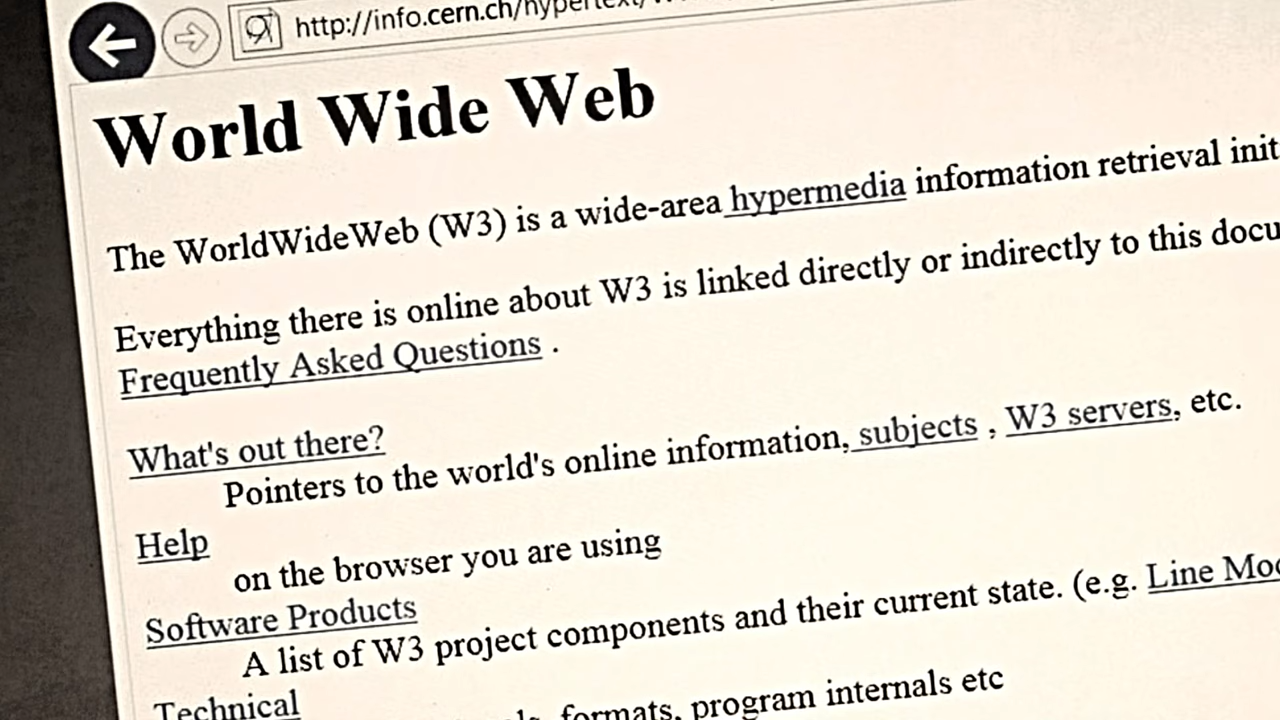 http://info.cern.ch/hypertext/
World Wide Web
The WorldWideWeb (W3) is a wide-area hypermedia information retrieval
Everything there is online about W3 is linked directly or indirectly to this
Frequently Asked Questions .
What's out there?
Pointers to the world's online information, subjects , W3 servers, etc.
Help
on the browser you are using
Software Products
A list of W3 project components and their current state. (e.g. Line
Technical
formats, program internals etc